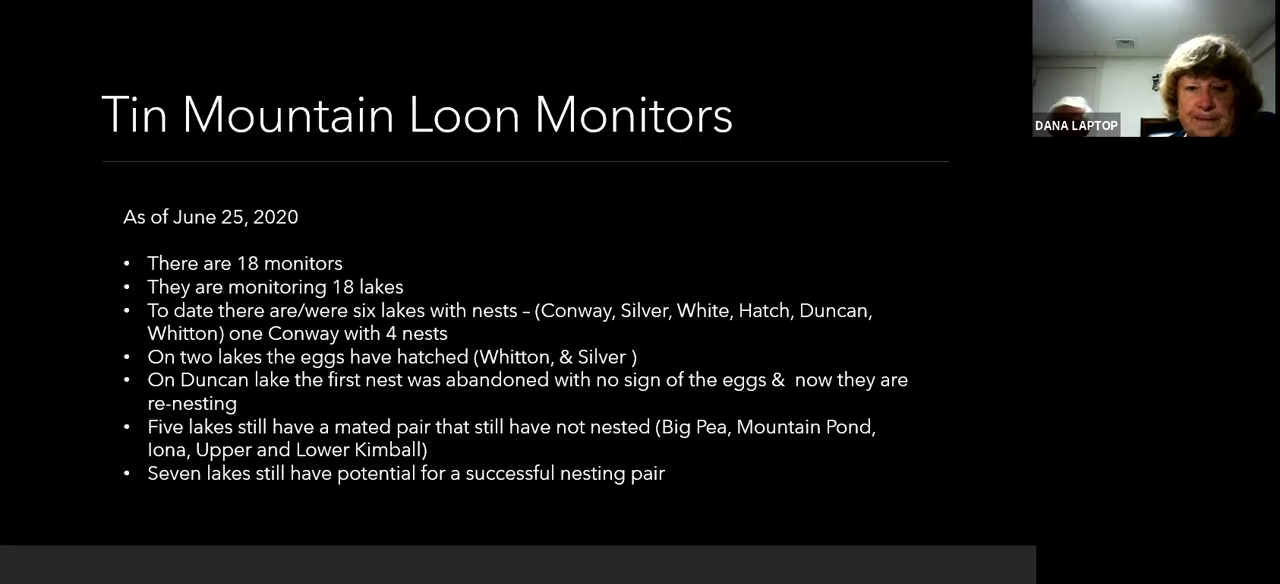 Tin Mountain Loon Monitors
DANA LAPTOP
As of June 25, 2020
• There are 18 monitors
• They are monitoring 18 lakes
• To date there are/were six lakes with nests – (Conway, Silver, White, Hatch, Duncan,
Whitton) one Conway with 4 nests
• On two lakes the eggs have hatched (Whitton, & Silver )
• On Duncan lake the first nest was abandoned with no sign of the eggs &  now they are
re-nesting
• Five lakes still have a mated pair that still have not nested (Big Pea, Mountain Pond,
Iona, Upper and Lower Kimball)
• Seven lakes still have potential for a successful nesting pair